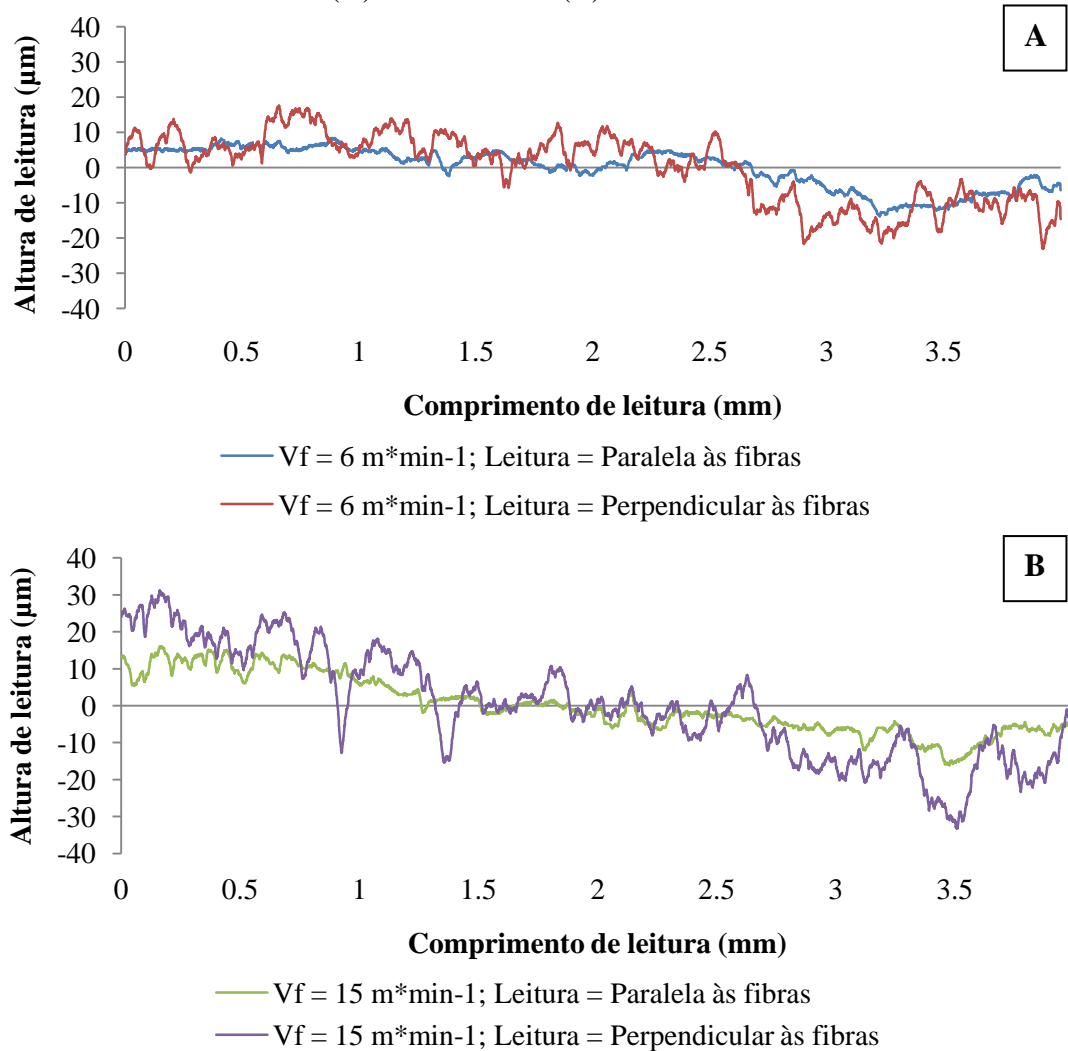 A
Altura de leitura (µm)
40
30
20
10
0
-10
-20
-30
-40
0 0.5 1 1.5 2 2.5 3 3.5
Comprimento de leitura (mm)
Vf = 6 m*min-1; Leitura = Paralela às fibras
Vf = 6 m*min-1; Leitura = Perpendicular às fibras
B
Altura de leitura (µm)
40
30
20
10
0
-10
-20
-30
-40
0 0.5 1 1.5 2 2.5 3 3.5
Comprimento de leitura (mm)
Vf = 15 m*min-1; Leitura = Paralela às fibras
Vf = 15 m*min-1; Leitura = Perpendicular às fibras